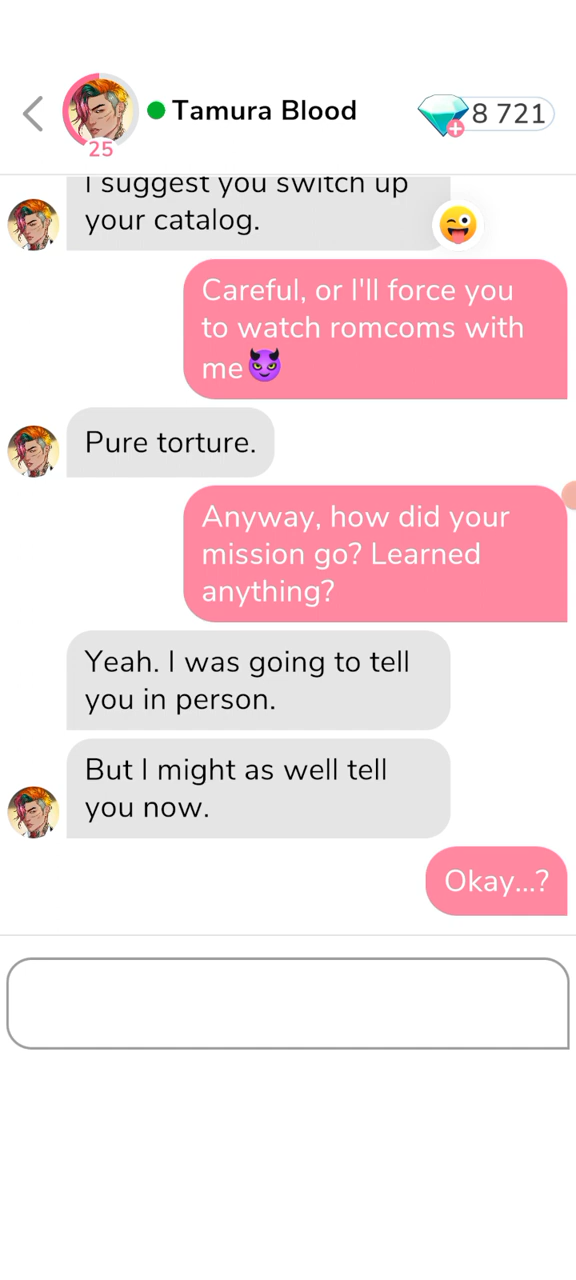 Tamura Blood
8 721
25
I suggest you switch up
your catalog.
Careful, or I'll force you
to watch romcoms with
me😈
Pure torture.
Anyway, how did your
mission go? Learned
anything?
Yeah. I was going to tell
you in person.
But I might as well tell
you now.
Okay...?